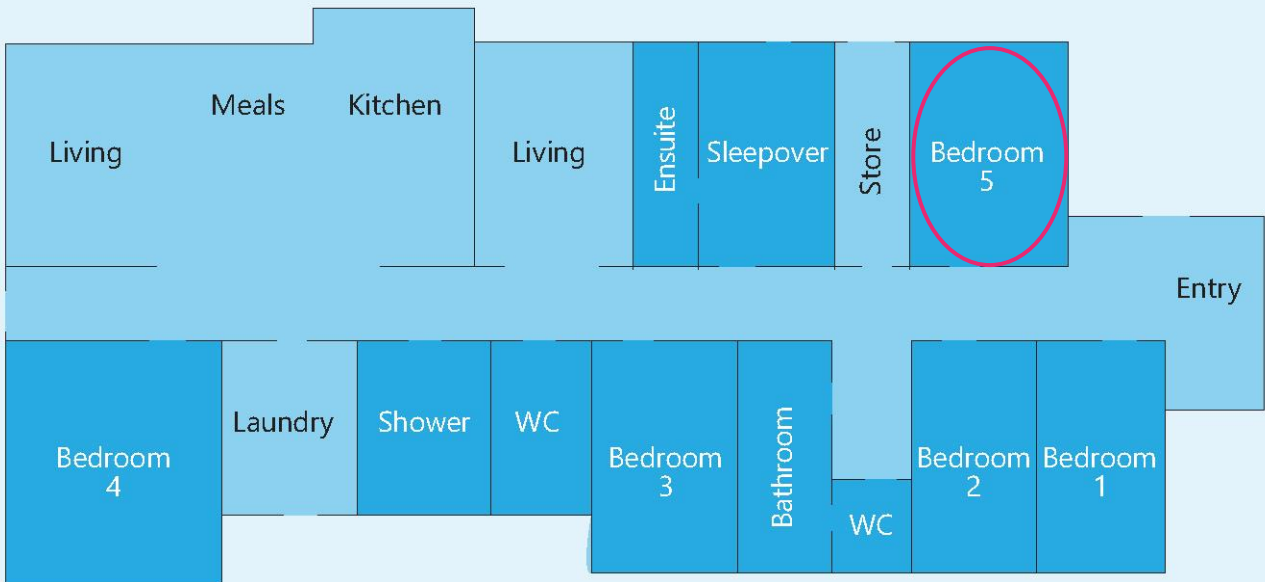 Living
Meals
Kitchen
Living
Ensuite
Sleepover
Store
Bedroom
5
Entry
Bedroom
4
Laundry
Shower
WC
Bedroom
3
Bathroom
WC
Bedroom
2
Bedroom
1